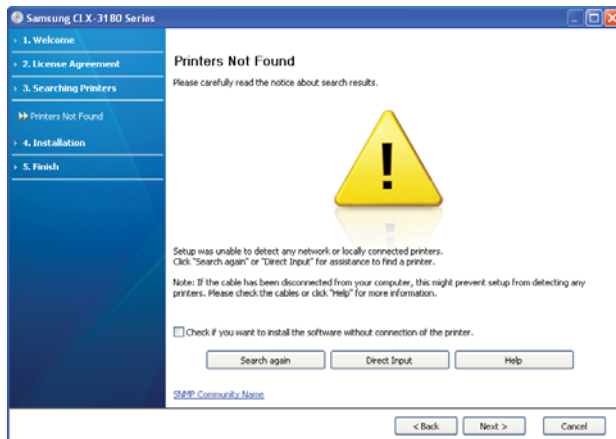 Samsung CLX-3180 Series
1. Welcome
2. License Agreement
3. Searching Printers
Printers Not Found
4. Installation
5. Finish
Printers Not Found
Please carefully read the notice about search results.
!
Setup was unable to detect any network or locally connected printers.
Click "Search again" or "Direct Input" for assistance to find a printer.
Note: If the cable has been disconnected from your computer, this might prevent setup from detecting any
printers. Please check the cables or click "Help" for more information.
Check if you want to install the software without connection of the printer.
Search again
Direct Input
Help
SNMP Community Name
< Back
Next >
Cancel